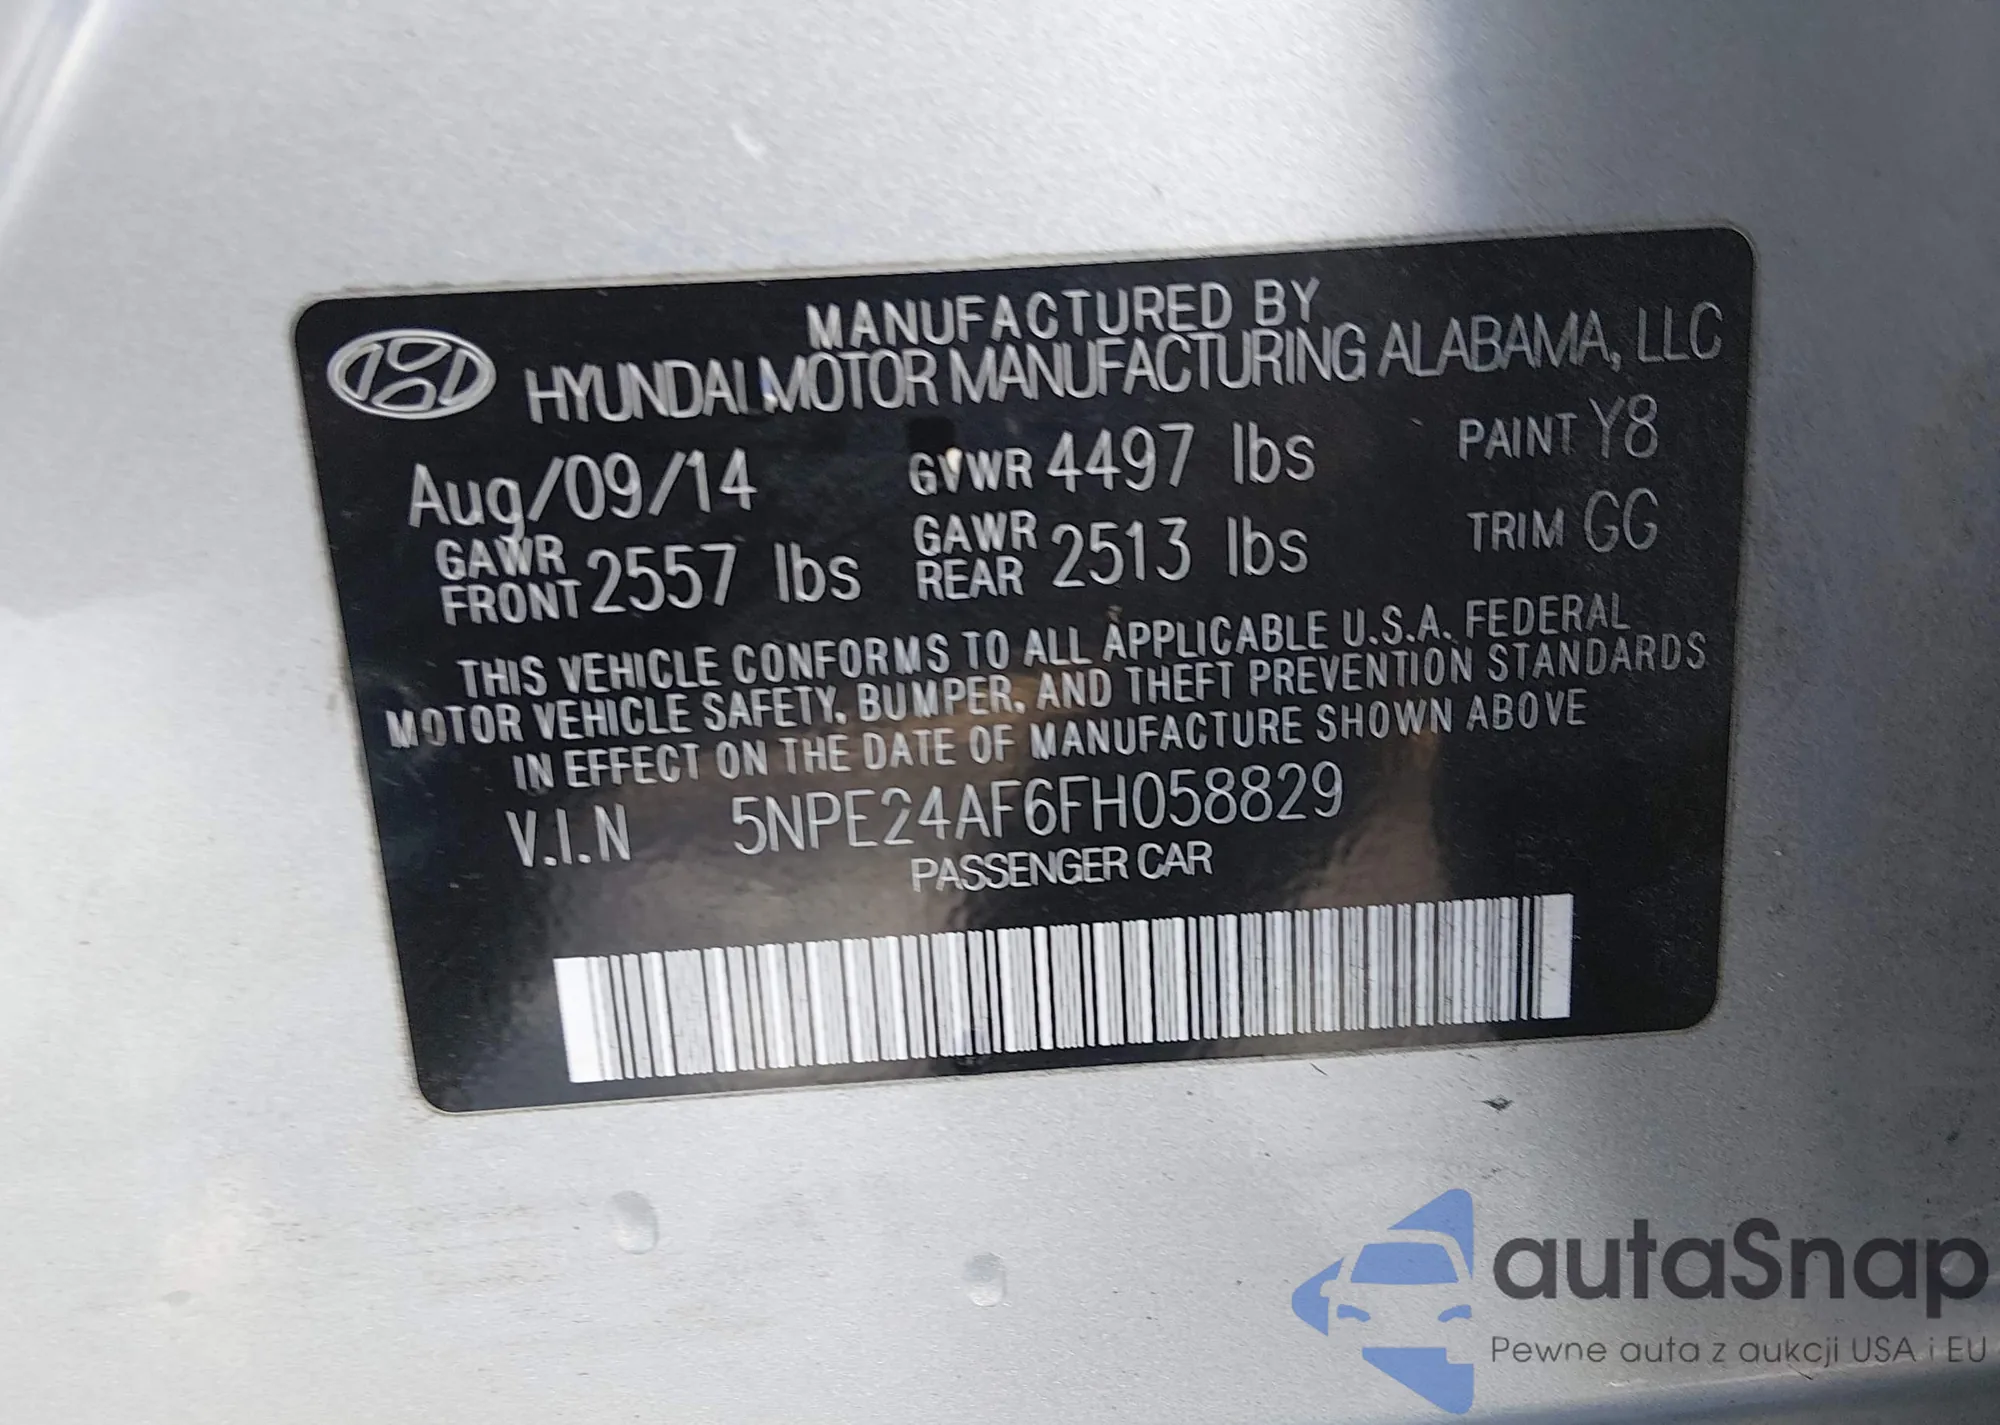 MANUFACTURED BY
HYUNDAI MOTOR MANUFACTURING ALABAMA, LLC
Aug/09/14 GVWR 4497 lbs PAINT Y8
GAWR FRONT 2557 lbs GAWR REAR 2513 lbs TRIM GG
THIS VEHICLE CONFORMS TO ALL APPLICABLE U.S.A. FEDERAL
MOTOR VEHICLE SAFETY, BUMPER, AND THEFT PREVENTION STANDARDS
IN EFFECT ON THE DATE OF MANUFACTURE SHOWN ABOVE
V.I.N 5NPE24AF6FH058829
PASSENGER CAR
autaSnap
Pewne auta z aukcji USA i EU